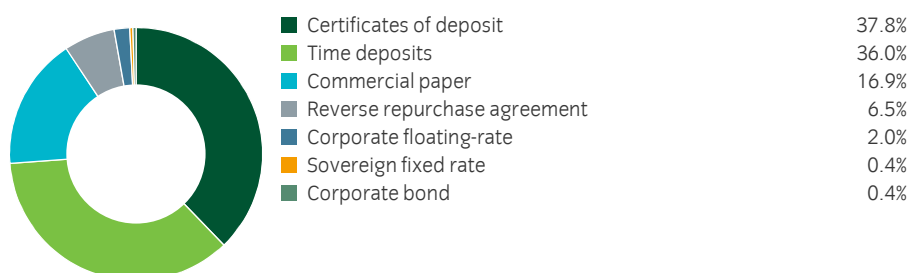 Certificates of deposit 37.8%
Time deposits 36.0%
Commercial paper 16.9%
Reverse repurchase agreement 6.5%
Corporate floating-rate 2.0%
Sovereign fixed rate 0.4%
Corporate bond 0.4%